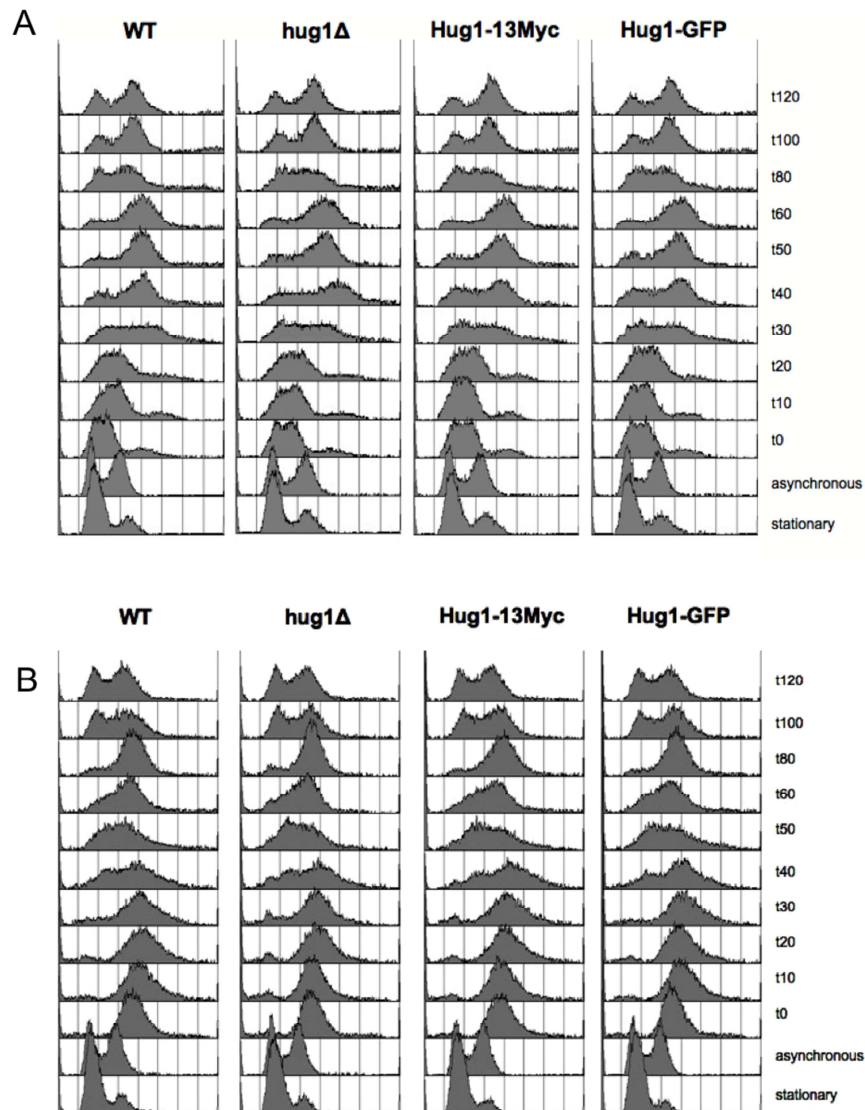 A
WT hug1Δ Hug1-13Myc Hug1-GFP
t120
t100
t80
t60
t50
t40
t30
t20
t10
t0
asynchronous
stationary
WT hug1Δ Hug1-13Myc Hug1-GFP
B
t120
t100
t80
t60
t50
t40
t30
t20
t10
t0
asynchronous
stationary